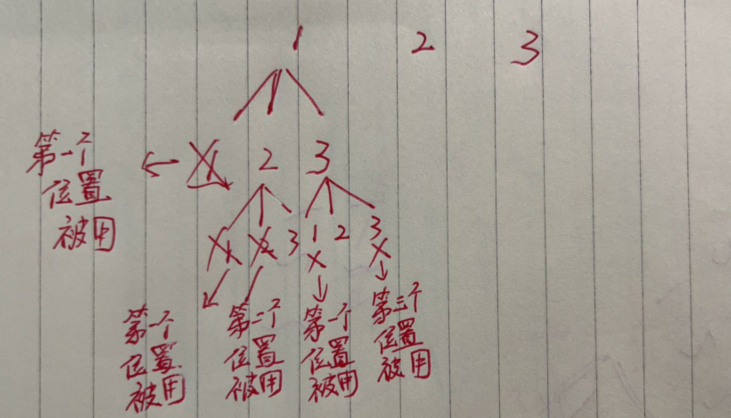 1 2 3
第一个
位置
被用
← 1 2 3
1 2 3 1 2 3
第一个
位置
被用
第二个
位置
被用
第一个
位置
被用
第三个
位置
被用